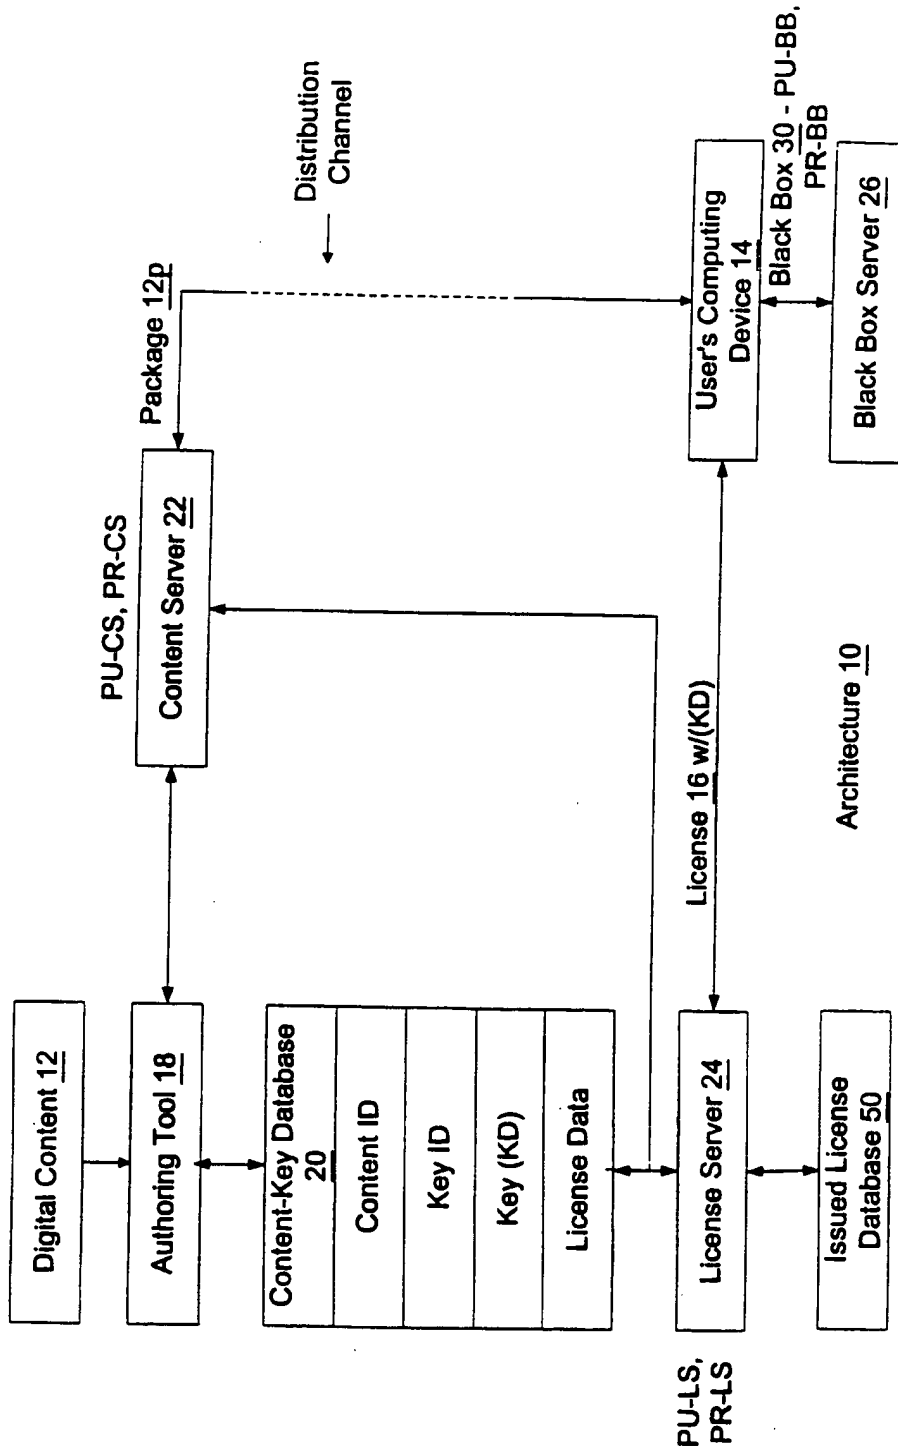 Digital Content 12
Authoring Tool 18
Content-Key Database
20
Content ID
Key ID
Key (KD)
License Data
PU-LS,
PR-LS
License Server 24
Issued License
Database 50
PU-CS, PR-CS
Content Server 22
Package 12p
Distribution
Channel
License 16 w/(KD)
User's Computing
Device 14
Black Box 30 - PU-BB,
PR-BB
Black Box Server 26
Architecture 10